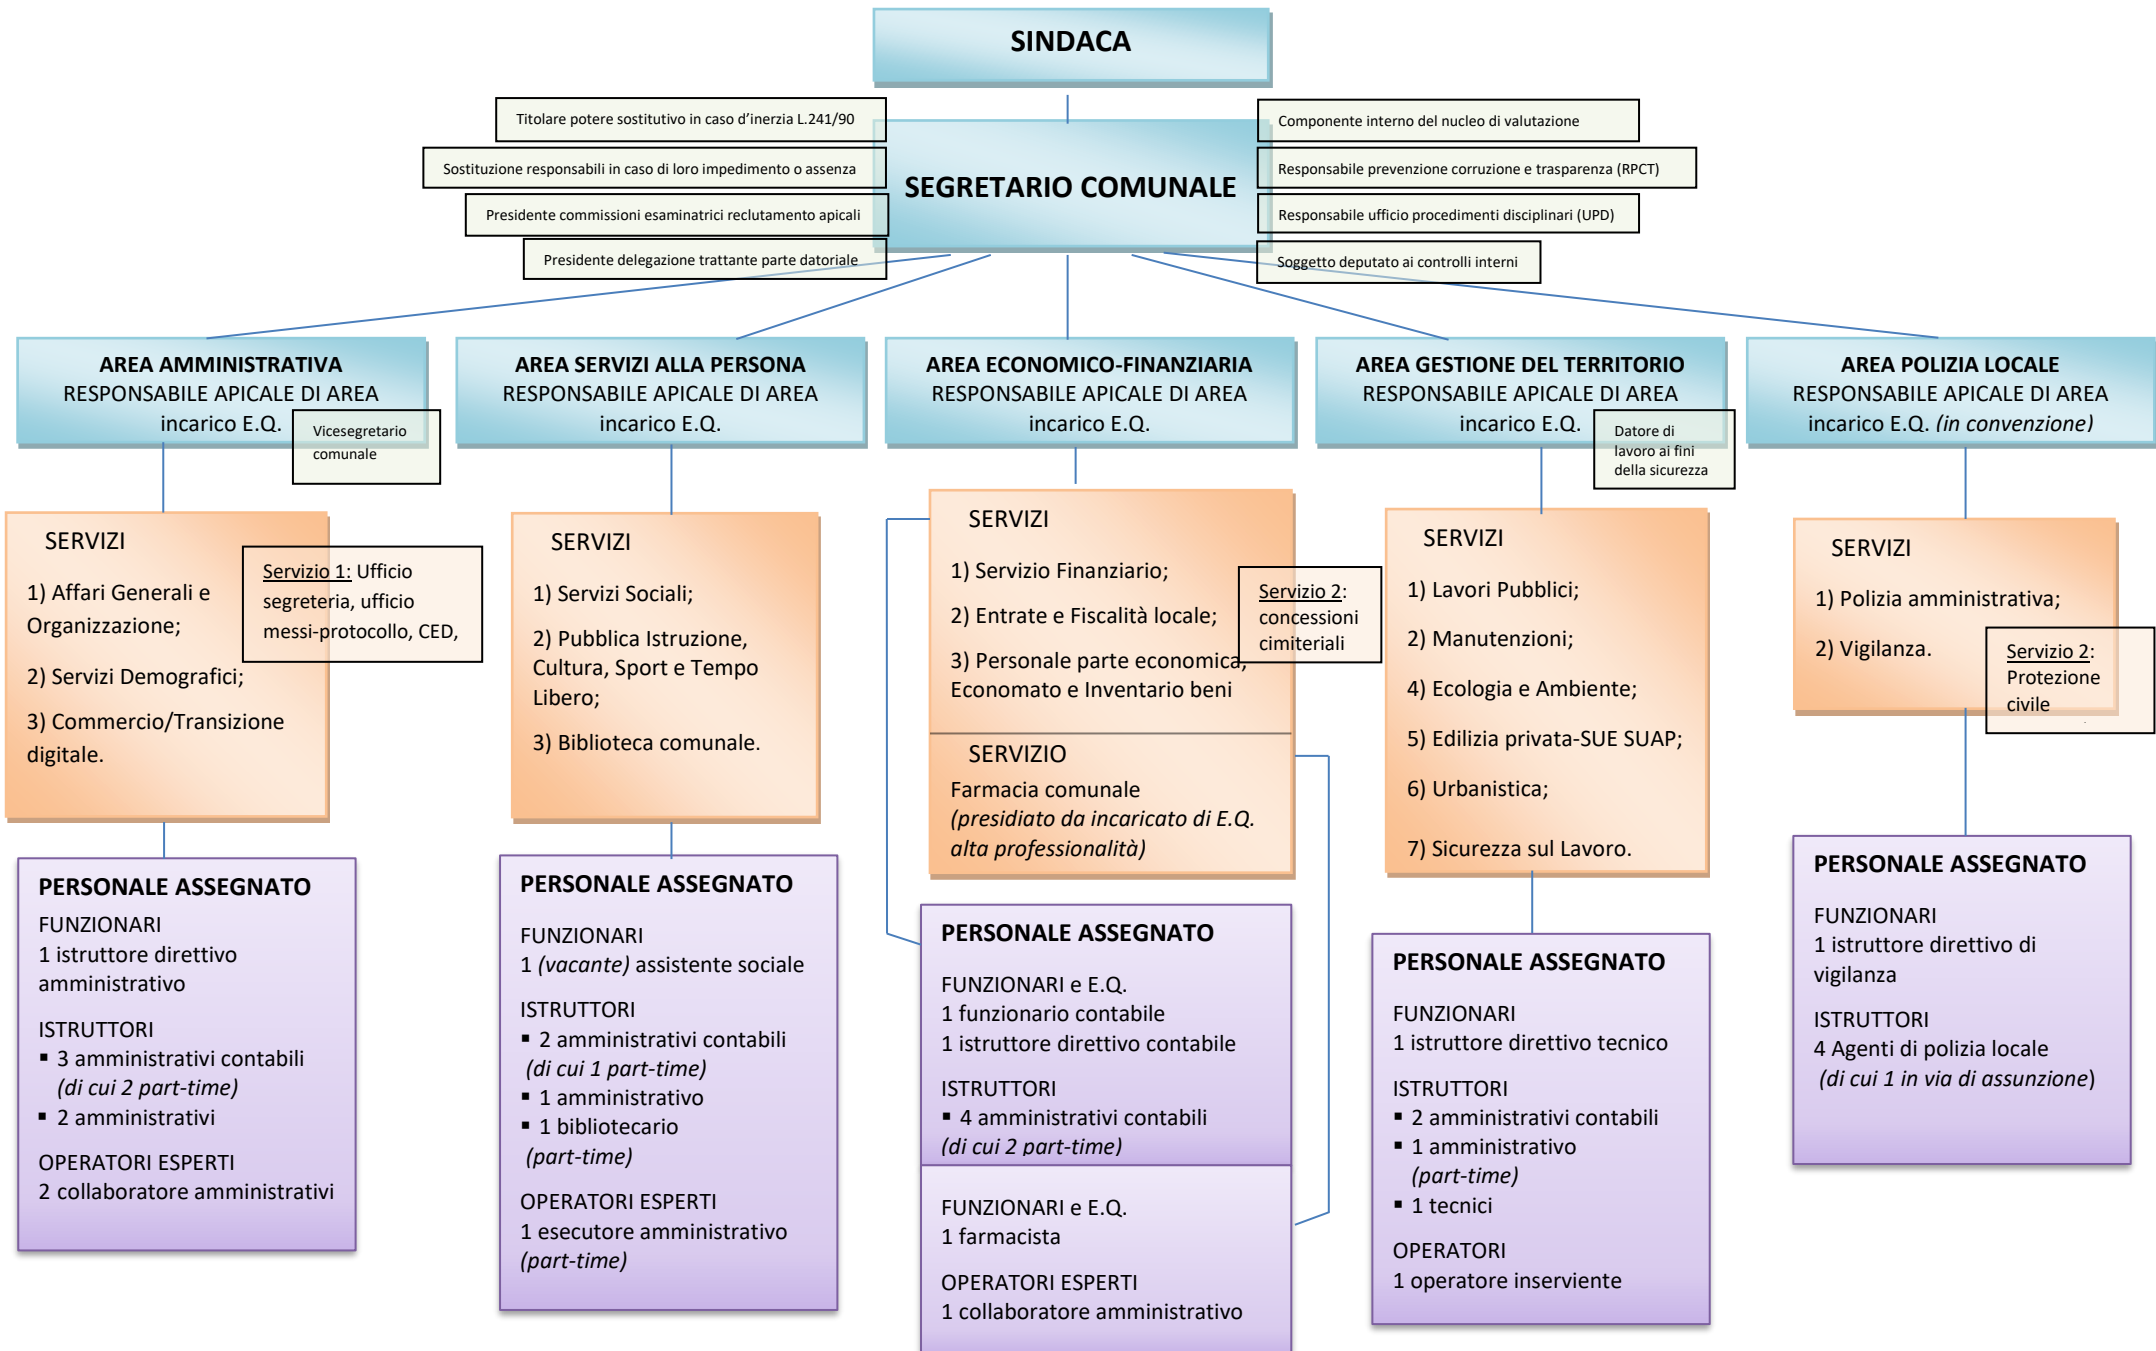 SINDACA
Titolare potere sostitutivo in caso d'inerzia L.241/90
Sostituzione responsabili in caso di loro impedimento o assenza
Presidente commissioni esaminatrici reclutamento apicali
Presidente delegazione trattante parte datoriale
SEGRETARIO COMUNALE
Componente interno del nucleo di valutazione
Responsabile prevenzione corruzione e trasparenza (RPCT)
Responsabile ufficio procedimenti disciplinari (UPD)
Soggetto deputato ai controlli interni
AREA AMMINISTRATIVA
RESPONSABILE APICALE DI AREA
incarico E.Q.
Vicesegretario
comunale
SERVIZI
1) Affari Generali e
Organizzazione;
2) Servizi Demografici;
3) Commercio/Transizione
digitale.
Servizio 1: Ufficio
segreteria, ufficio
messi-protocollo, CED,
PERSONALE ASSEGNATO
FUNZIONARI
1 istruttore direttivo
amministrativo
ISTRUTTORI
▪ 3 amministrativi contabili
(di cui 2 part-time)
▪ 2 amministrativi
OPERATORI ESPERTI
2 collaboratore amministrativi
AREA SERVIZI ALLA PERSONA
RESPONSABILE APICALE DI AREA
incarico E.Q.
SERVIZI
1) Servizi Sociali;
2) Pubblica Istruzione,
Cultura, Sport e Tempo
Libero;
3) Biblioteca comunale.
PERSONALE ASSEGNATO
FUNZIONARI
1 (vacante) assistente sociale
ISTRUTTORI
▪ 2 amministrativi contabili
(di cui 1 part-time)
▪ 1 amministrativo
▪ 1 bibliotecario
(part-time)
OPERATORI ESPERTI
1 esecutore amministrativo
(part-time)
AREA ECONOMICO-FINANZIARIA
RESPONSABILE APICALE DI AREA
incarico E.Q.
SERVIZI
1) Servizio Finanziario;
2) Entrate e Fiscalità locale;
3) Personale parte economica,
Economato e Inventario beni
Servizio 2:
concessioni
cimiteriali
SERVIZIO
Farmacia comunale
(presidiato da incaricato di E.Q.
alta professionalità)
PERSONALE ASSEGNATO
FUNZIONARI e E.Q.
1 funzionario contabile
1 istruttore direttivo contabile
ISTRUTTORI
▪ 4 amministrativi contabili
(di cui 2 part-time)
FUNZIONARI e E.Q.
1 farmacista
OPERATORI ESPERTI
1 collaboratore amministrativo
AREA GESTIONE DEL TERRITORIO
RESPONSABILE APICALE DI AREA
incarico E.Q.
Datore di
lavoro ai fini
della sicurezza
SERVIZI
1) Lavori Pubblici;
2) Manutenzioni;
4) Ecologia e Ambiente;
5) Edilizia privata-SUE SUAP;
6) Urbanistica;
7) Sicurezza sul Lavoro.
PERSONALE ASSEGNATO
FUNZIONARI
1 istruttore direttivo tecnico
ISTRUTTORI
▪ 2 amministrativi contabili
▪ 1 amministrativo
(part-time)
▪ 1 tecnici
OPERATORI
1 operatore inserviente
AREA POLIZIA LOCALE
RESPONSABILE APICALE DI AREA
incarico E.Q. (in convenzione)
SERVIZI
1) Polizia amministrativa;
2) Vigilanza.
Servizio 2:
Protezione
civile
PERSONALE ASSEGNATO
FUNZIONARI
1 istruttore direttivo di
vigilanza
ISTRUTTORI
4 Agenti di polizia locale
(di cui 1 in via di assunzione)